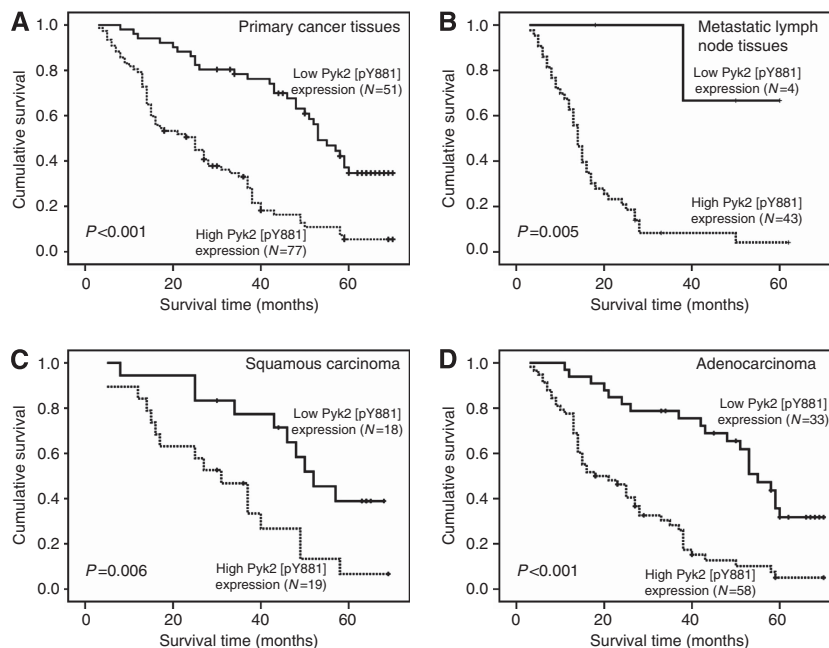 A
Primary cancer tissues
Low Pyk2 [pY881]
expression (N=51)
High Pyk2 [pY881]
expression (N=77)
P<0.001
Cumulative survival
1.0
0.8
0.6
0.4
0.2
0.0
0 20 40 60
Survival time (months)
B
Metastatic lymph
node tissues
Low Pyk2 [pY881]
expression (N=4)
High Pyk2 [pY881]
expression (N=43)
P=0.005
Cumulative survival
1.0
0.8
0.6
0.4
0.2
0.0
0 20 40 60
Survival time (months)
C
Squamous carcinoma
Low Pyk2 [pY881]
expression (N=18)
High Pyk2 [pY881]
expression (N=19)
P=0.006
Cumulative survival
1.0
0.8
0.6
0.4
0.2
0.0
0 20 40 60
Survival time (months)
D
Adenocarcinoma
Low Pyk2 [pY881]
expression (N=33)
High Pyk2 [pY881]
expression (N=58)
P<0.001
Cumulative survival
1.0
0.8
0.6
0.4
0.2
0.0
0 20 40 60
Survival time (months)